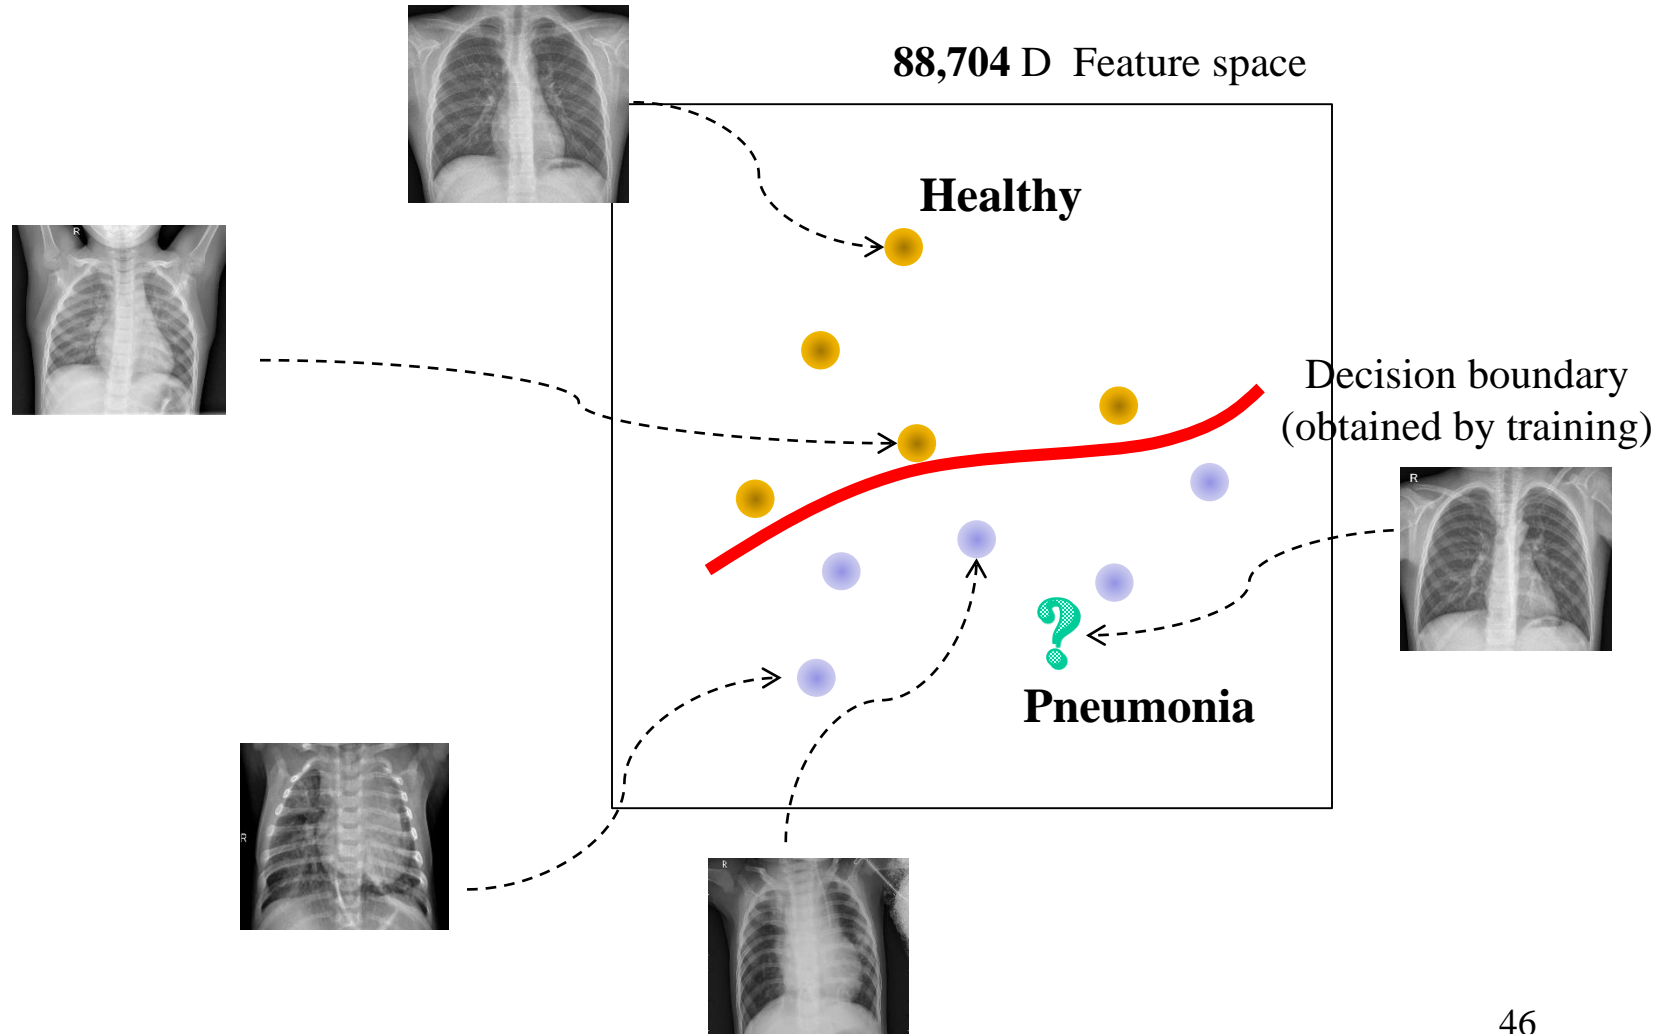 88,704 D Feature space
Healthy
R
Decision boundary
(obtained by training)
R
?
Pneumonia
R
R
46